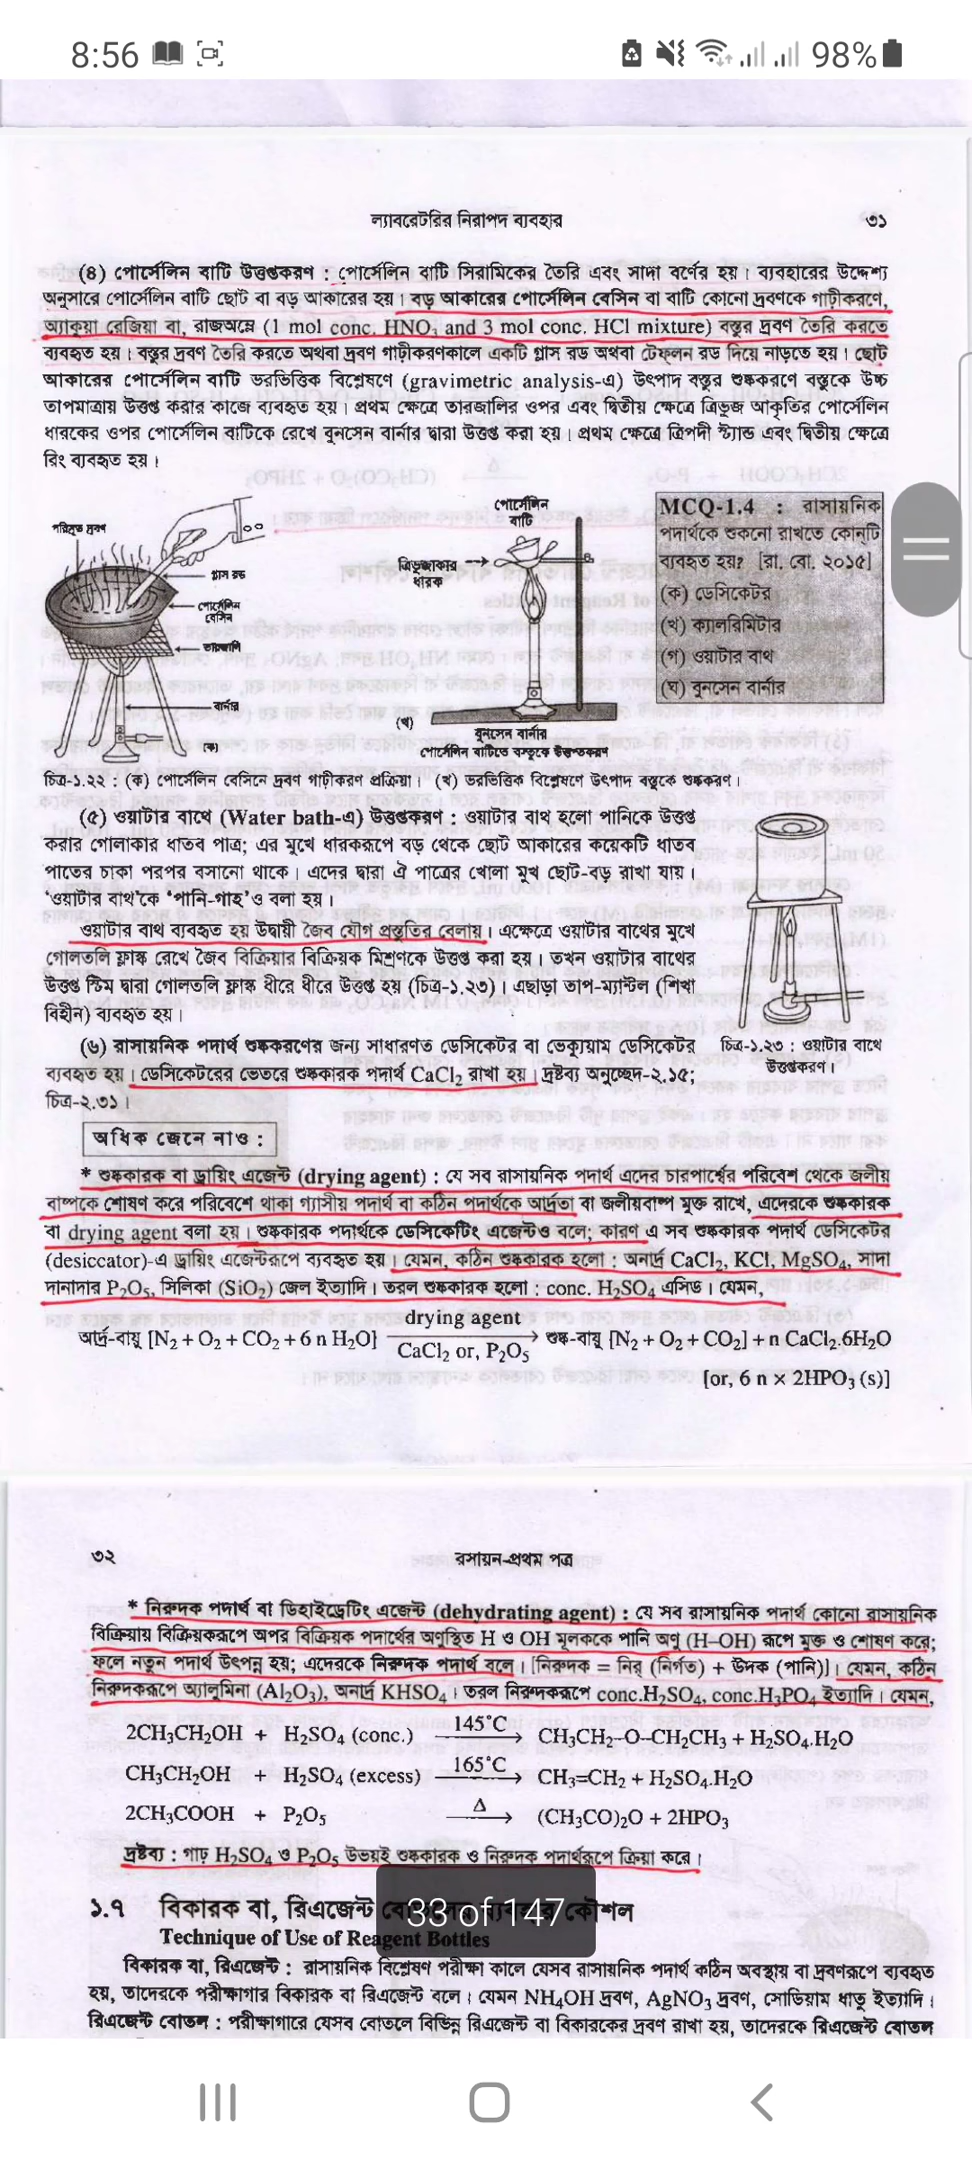 8:56
98%
ল্যাবরেটরির নিরাপদ ব্যবহার ৩১
(৪) পোর্সেলিন বাটি উত্তপ্তকরণ : পোর্সেলিন বাটি সিরামিকের তৈরি এবং সাদা বর্ণের হয়। ব্যবহারের উদ্দেশ্য
অনুসারে পোর্সেলিন বাটি ছোট বা বড় আকারের হয়। বড় আকারের পোর্সেলিন বেসিন বা বাটি কোনো দ্রবণকে গাঢ়ীকরণে,
অ্যাকুয়া রেজিয়া বা, রাজঅম্লে (1 mol conc. HNO₃ and 3 mol conc. HCl mixture) বস্তুর দ্রবণ তৈরি করতে
ব্যবহৃত হয়। বস্তুর দ্রবণ তৈরি করতে অথবা দ্রবণ গাঢ়ীকরণকালে একটি গ্লাস রড অথবা টেফ্লন রড দিয়ে নাড়তে হয়। ছোট
আকারের পোর্সেলিন বাটি ভরভিত্তিক বিশ্লেষণে (gravimetric analysis-এ) উৎপাদ বস্তুর শুষ্ককরণে বস্তুকে উচ্চ
তাপমাত্রায় উত্তপ্ত করার কাজে ব্যবহৃত হয়। প্রথম ক্ষেত্রে তারজালির ওপর এবং দ্বিতীয় ক্ষেত্রে ত্রিভুজ আকৃতির পোর্সেলিন
ধারকের ওপর পোর্সেলিন বাটিকে রেখে বুনসেন বার্নার দ্বারা উত্তপ্ত করা হয়। প্রথম ক্ষেত্রে ত্রিপদী স্ট্যান্ড এবং দ্বিতীয় ক্ষেত্রে
রিং ব্যবহৃত হয়।
পরিস্রুত দ্রবণ
গ্লাস রড
পোর্সেলিন
বেসিন
তারজালি
বার্নার
(ক)
পোর্সেলিন
বাটি
ত্রিভুজাকার
ধারক
(খ)
বুনসেন বার্নার
পোর্সেলিন বাটিতে বস্তুকে উত্তপ্তকরণ
MCQ-1.4 : রাসায়নিক
পদার্থকে শুকনো রাখতে কোন্‌টি
ব্যবহৃত হয়? [রা. বো. ২০১৫]
(ক) ডেসিকেটর
(খ) ক্যালরিমিটার
(গ) ওয়াটার বাথ
(ঘ) বুনসেন বার্নার
চিত্র-১.২২ : (ক) পোর্সেলিন বেসিনে দ্রবণ গাঢ়ীকরণ প্রক্রিয়া। (খ) ভরভিত্তিক বিশ্লেষণে উৎপাদ বস্তুকে শুষ্ককরণ।
(৫) ওয়াটার বাথে (Water bath-এ) উত্তপ্তকরণ : ওয়াটার বাথ হলো পানিকে উত্তপ্ত
করার গোলাকার ধাতব পাত্র; এর মুখে ধারকরূপে বড় থেকে ছোট আকারের কয়েকটি ধাতব
পাতের চাকা পরপর বসানো থাকে। এদের দ্বারা ঐ পাত্রের খোলা মুখ ছোট-বড় রাখা যায়।
'ওয়াটার বাথ'কে 'পানি-গাহ'ও বলা হয়।
ওয়াটার বাথ ব্যবহৃত হয় উদ্বায়ী জৈব যৌগ প্রস্তুতির বেলায়। এক্ষেত্রে ওয়াটার বাথের মুখে
গোলতলি ফ্লাস্ক রেখে জৈব বিক্রিয়ার বিক্রিয়ক মিশ্রণকে উত্তপ্ত করা হয়। তখন ওয়াটার বাথের
উত্তপ্ত স্টিম দ্বারা গোলতলি ফ্লাস্ক ধীরে ধীরে উত্তপ্ত হয় (চিত্র-১.২৩)। এছাড়া তাপ-ম্যান্টল (শিখা
বিহীন) ব্যবহৃত হয়।
(৬) রাসায়নিক পদার্থ শুষ্ককরণের জন্য সাধারণত ডেসিকেটর বা ভেকুয়াম ডেসিকেটর
ব্যবহৃত হয়। ডেসিকেটরের ভেতরে শুষ্ককারক পদার্থ CaCl₂ রাখা হয়। দ্রষ্টব্য অনুচ্ছেদ-২.১৫;
চিত্র-২.৩১।
চিত্র-১.২৩ : ওয়াটার বাথে
উত্তপ্তকরণ।
অধিক জেনে নাও :
* শুষ্ককারক বা ড্রায়িং এজেন্ট (drying agent) : যে সব রাসায়নিক পদার্থ এদের চারপার্শ্বের পরিবেশ থেকে জলীয়
বাষ্পকে শোষণ করে পরিবেশে থাকা গ্যাসীয় পদার্থ বা কঠিন পদার্থকে আর্দ্রতা বা জলীয়বাষ্প মুক্ত রাখে, এদেরকে শুষ্ককারক
বা drying agent বলা হয়। শুষ্ককারক পদার্থকে ডেসিকেটিং এজেন্টও বলে; কারণ এ সব শুষ্ককারক পদার্থ ডেসিকেটর
(desiccator)-এ ড্রায়িং এজেন্টরূপে ব্যবহৃত হয়। যেমন, কঠিন শুষ্ককারক হলো : অনার্দ্র CaCl₂, KCl, MgSO₄, সাদা
দানাদার P₂O₅, সিলিকা (SiO₂) জেল ইত্যাদি। তরল শুষ্ককারক হলো : conc. H₂SO₄ এসিড। যেমন,
আর্দ্র-বায়ু [N₂ + O₂ + CO₂ + 6 n H₂O} drying agent CaCl₂ or, P₂O₅ → শুষ্ক-বায়ু [N₂ + O₂ + CO₂] + n CaCl₂.6H₂O
[or, 6 n × 2HPO₃ (s)]
৩২ রসায়ন-প্রথম পত্র
* নিরুদক পদার্থ বা ডিহাইড্রেটিং এজেন্ট (dehydrating agent) : যে সব রাসায়নিক পদার্থ কোনো রাসায়নিক
বিক্রিয়ায় বিক্রিয়করূপে অপর বিক্রিয়ক পদার্থের অণুস্থিত H ও OH মূলককে পানি অণু (H–OH) রূপে মুক্ত ও শোষণ করে;
ফলে নতুন পদার্থ উৎপন্ন হয়; এদেরকে নিরুদক পদার্থ বলে। [নিরুদক = নির্ (নির্গত) + উদক (পানি)]। যেমন, কঠিন
নিরুদকরূপে অ্যালুমিনা (Al₂O₃), অনার্দ্র KHSO₄। তরল নিরুদকরূপে conc.H₂SO₄, conc.H₃PO₄ ইত্যাদি। যেমন,
2CH₃CH₂OH + H₂SO₄ (conc.) 145°C → CH₃CH₂–O–CH₂CH₃ + H₂SO₄.H₂O
CH₃CH₂OH + H₂SO₄ (excess) 165°C → CH₃=CH₂ + H₂SO₄.H₂O
2CH₃COOH + P₂O₅ Δ → (CH₃CO)₂O + 2HPO₃
দ্রষ্টব্য : গাঢ় H₂SO₄ ও P₂O₅ উভয়ই শুষ্ককারক ও নিরুদক পদার্থরূপে ক্রিয়া করে।
১.৭ বিকারক বা, রিএজেন্ট বোতলের ব্যবহার কৌশল
33 of 147
Technique of Use of Reagent Bottles
বিকারক বা, রিএজেন্ট : রাসায়নিক বিশ্লেষণ পরীক্ষা কালে যেসব রাসায়নিক পদার্থ কঠিন অবস্থায় বা দ্রবণরূপে ব্যবহৃত
হয়, তাদেরকে পরীক্ষাগার বিকারক বা রিএজেন্ট বলে। যেমন NH₄OH দ্রবণ, AgNO₃ দ্রবণ, সোডিয়াম ধাতু ইত্যাদি।
রিএজেন্ট বোতল : পরীক্ষাগারে যেসব বোতলে বিভিন্ন রিএজেন্ট বা বিকারকের দ্রবণ রাখা হয়, তাদেরকে রিএজেন্ট বোতল